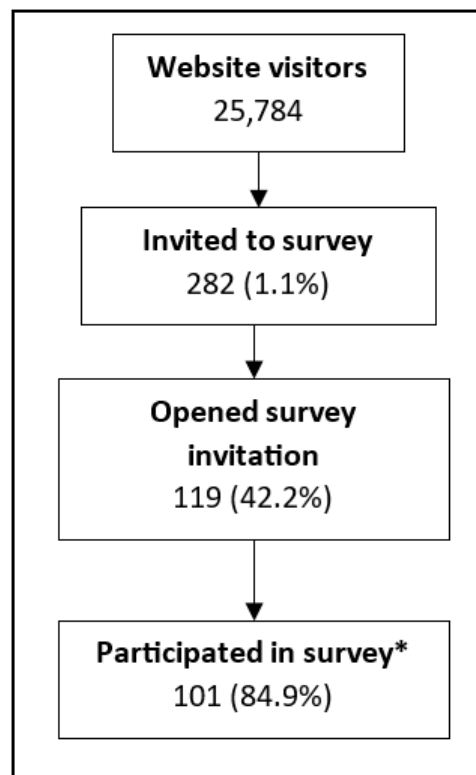 Website visitors
25,784
Invited to survey
282 (1.1%)
Opened survey
invitation
119 (42.2%)
Participated in survey*
101 (84.9%)